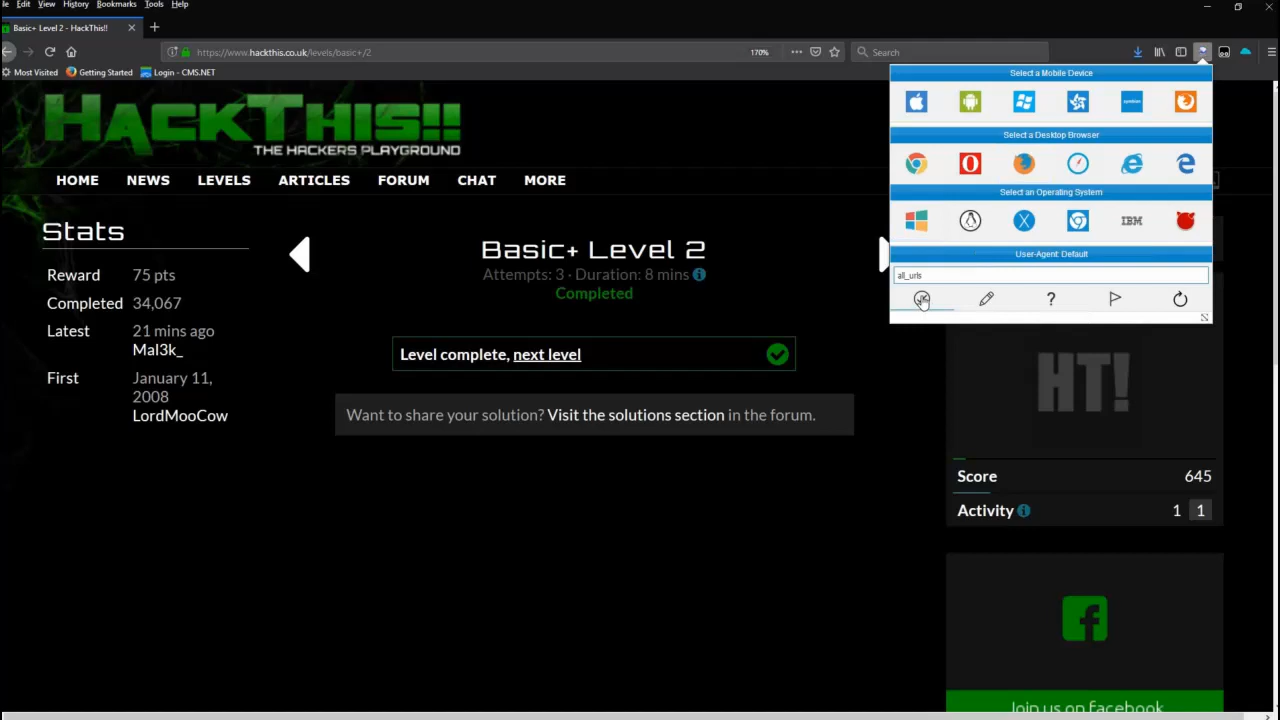 Edit View History Bookmarks Tools Help
Basic+ Level 2 - HackThis!!
https://www.hackthis.co.uk/levels/basic+/2
170%
Search
Most Visited Getting Started Login - CMS.NET
HACKTHIS!!
THE HACKERS PLAYGROUND
HOME NEWS LEVELS ARTICLES FORUM CHAT MORE
Stats
Reward 75 pts
Completed 34,067
Latest 21 mins ago
Mal3k_
First January 11,
2008
LordMooCow
Basic+ Level 2
Attempts: 3 · Duration: 8 mins
Completed
Level complete, next level
Want to share your solution? Visit the solutions section in the forum.
Select a Mobile Device
symbian
Select a Desktop Browser
Select an Operating System
IBM
User-Agent: Default
all_urls
?
HT!
Score 645
Activity 1 1
Join us on facebook